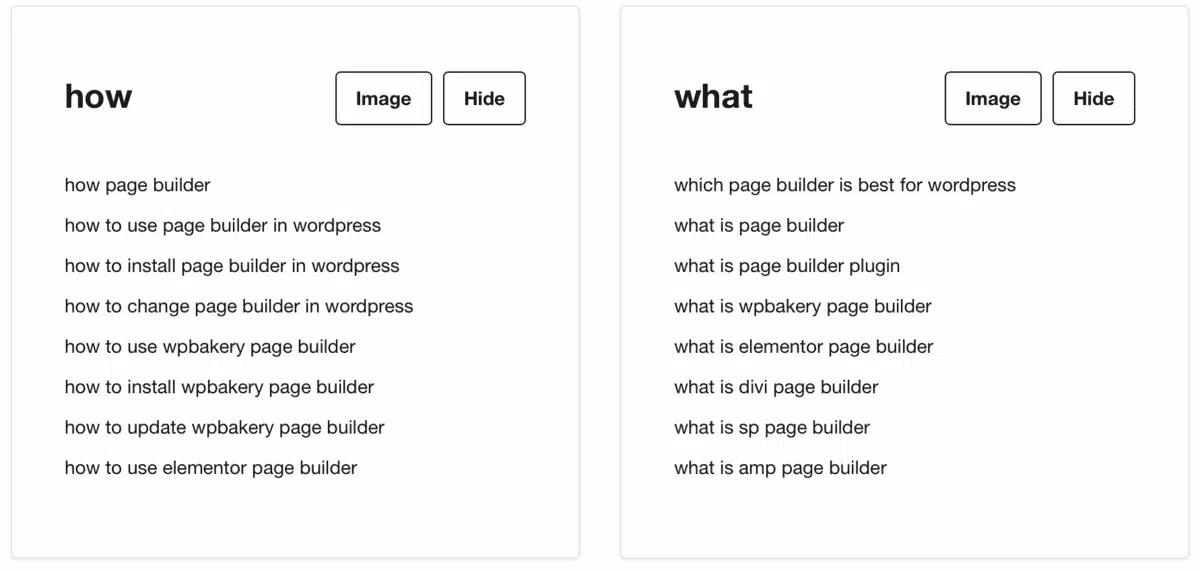 how
Image
Hide
how page builder
how to use page builder in wordpress
how to install page builder in wordpress
how to change page builder in wordpress
how to use wpbakery page builder
how to install wpbakery page builder
how to update wpbakery page builder
how to use elementor page builder
what
Image
Hide
which page builder is best for wordpress
what is page builder
what is page builder plugin
what is wpbakery page builder
what is elementor page builder
what is divi page builder
what is sp page builder
what is amp page builder